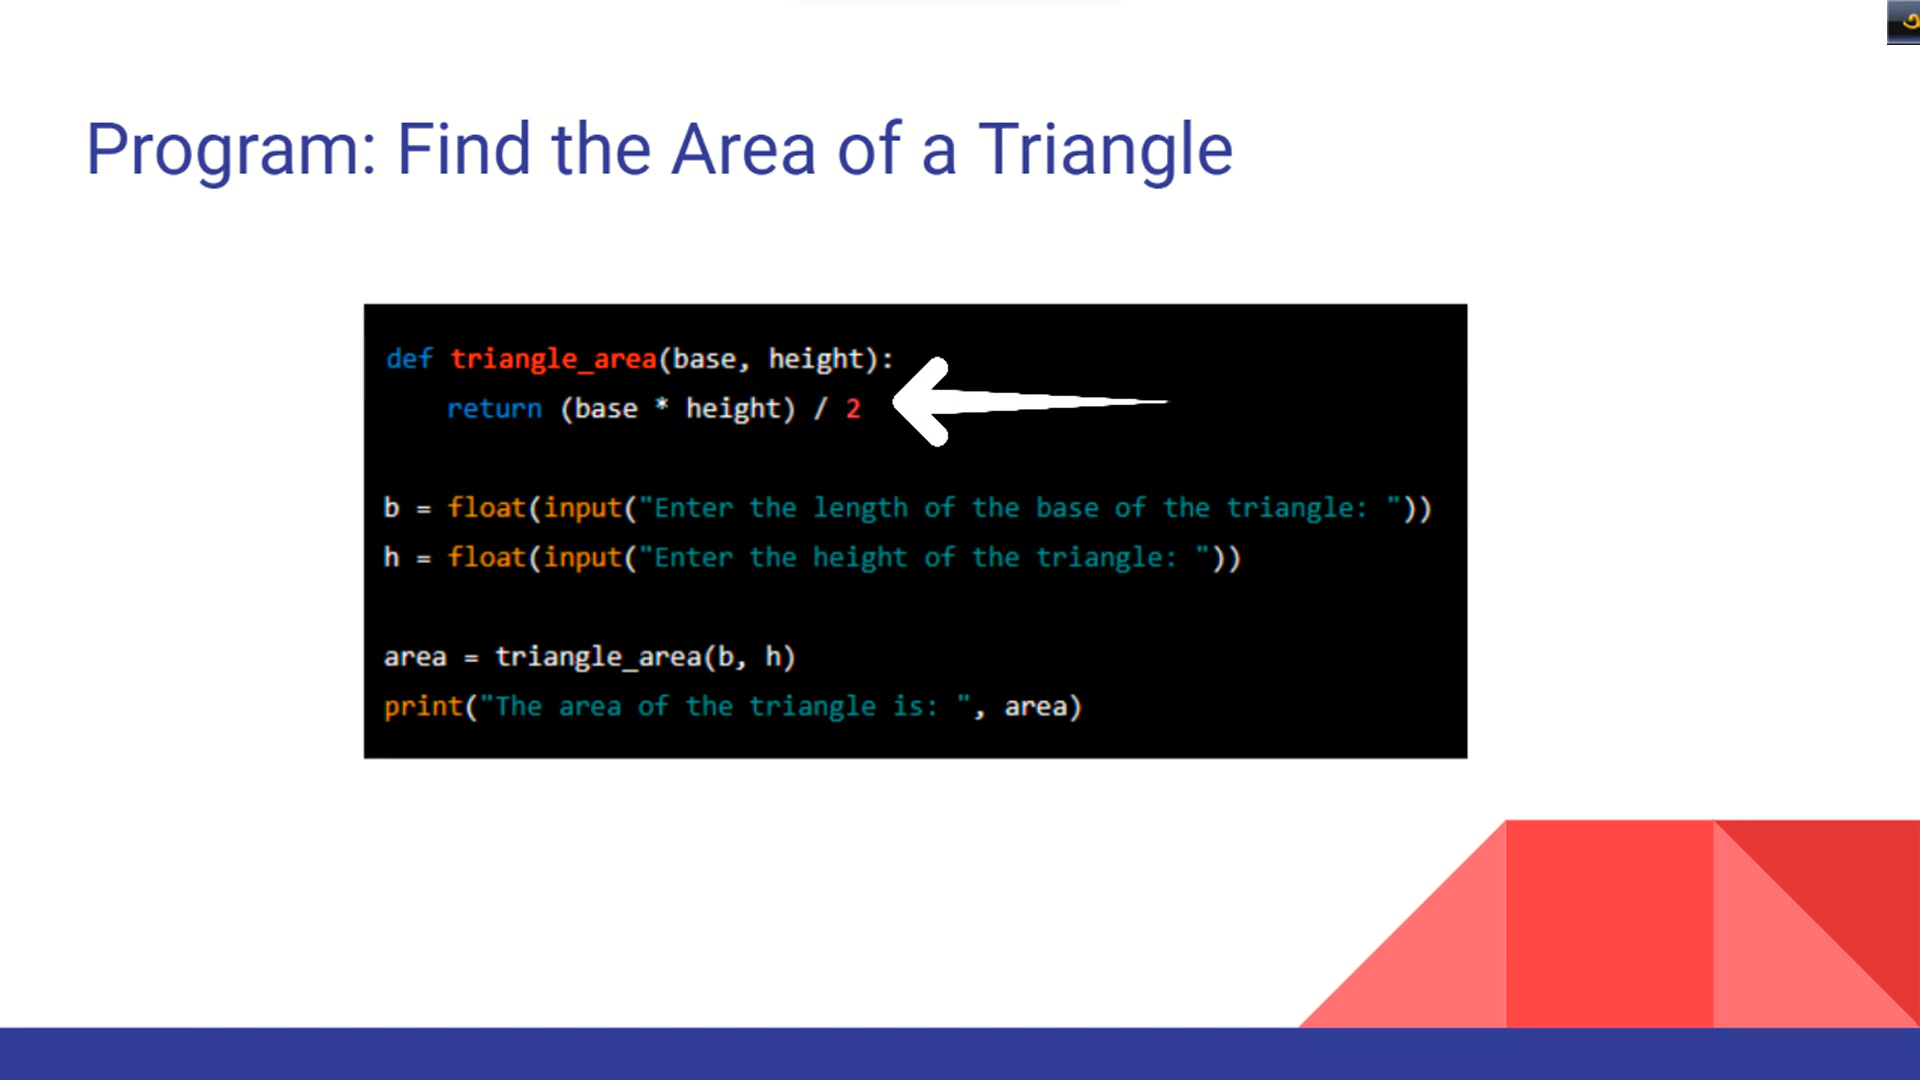 Program: Find the Area of a Triangle
def triangle_area(base, height):
    return (base * height) / 2
b = float(input("Enter the length of the base of the triangle: "))
h = float(input("Enter the height of the triangle: "))
area = triangle_area(b, h)
print("The area of the triangle is: ", area)